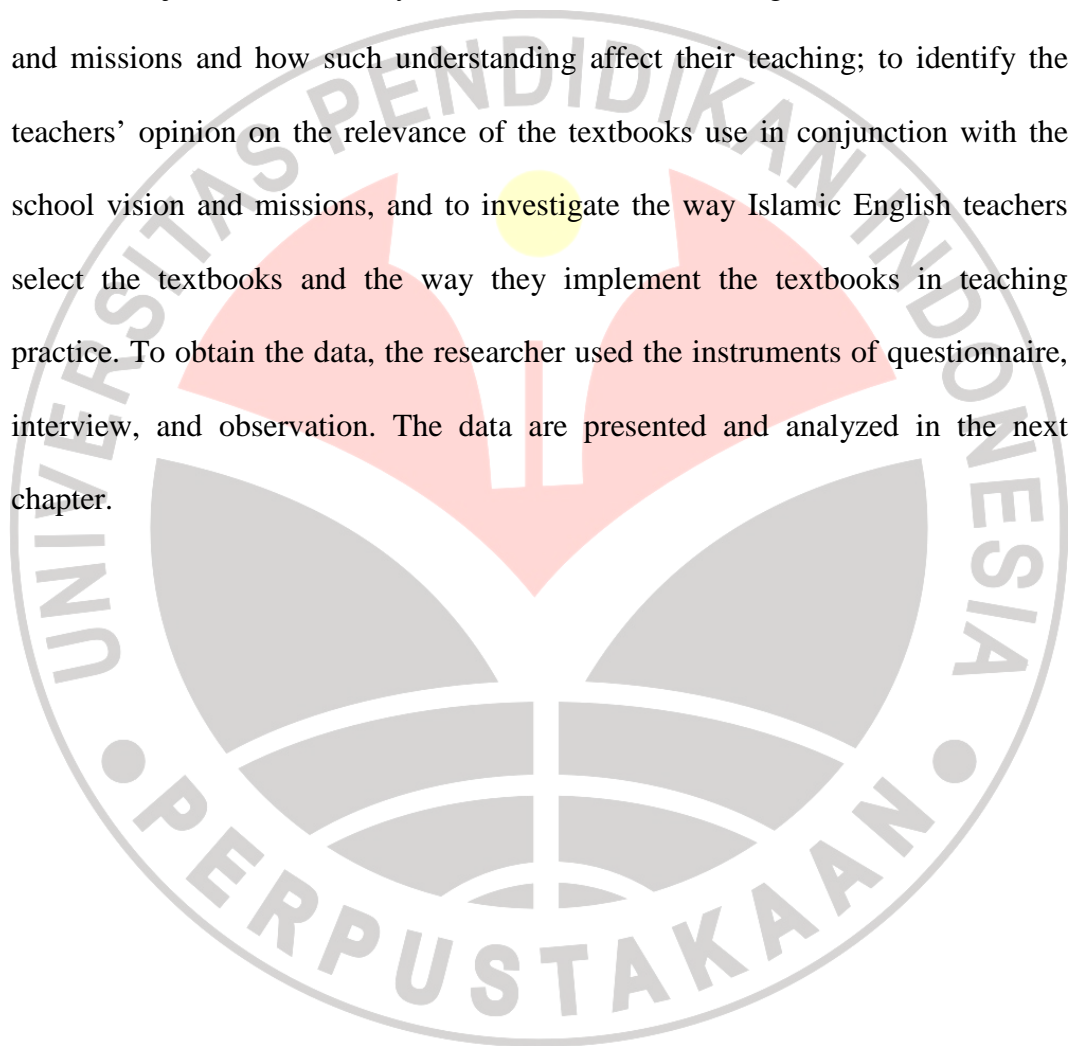 and missions and how such understanding affect their teaching; to identify the
teachers’ opinion on the relevance of the textbooks use in conjunction with the
school vision and missions, and to investigate the way Islamic English teachers
select the textbooks and the way they implement the textbooks in teaching
practice. To obtain the data, the researcher used the instruments of questionnaire,
interview, and observation. The data are presented and analyzed in the next
chapter.
UNIVERSITAS PENDIDIKAN INDONESIA
PERPUSTAKAAN